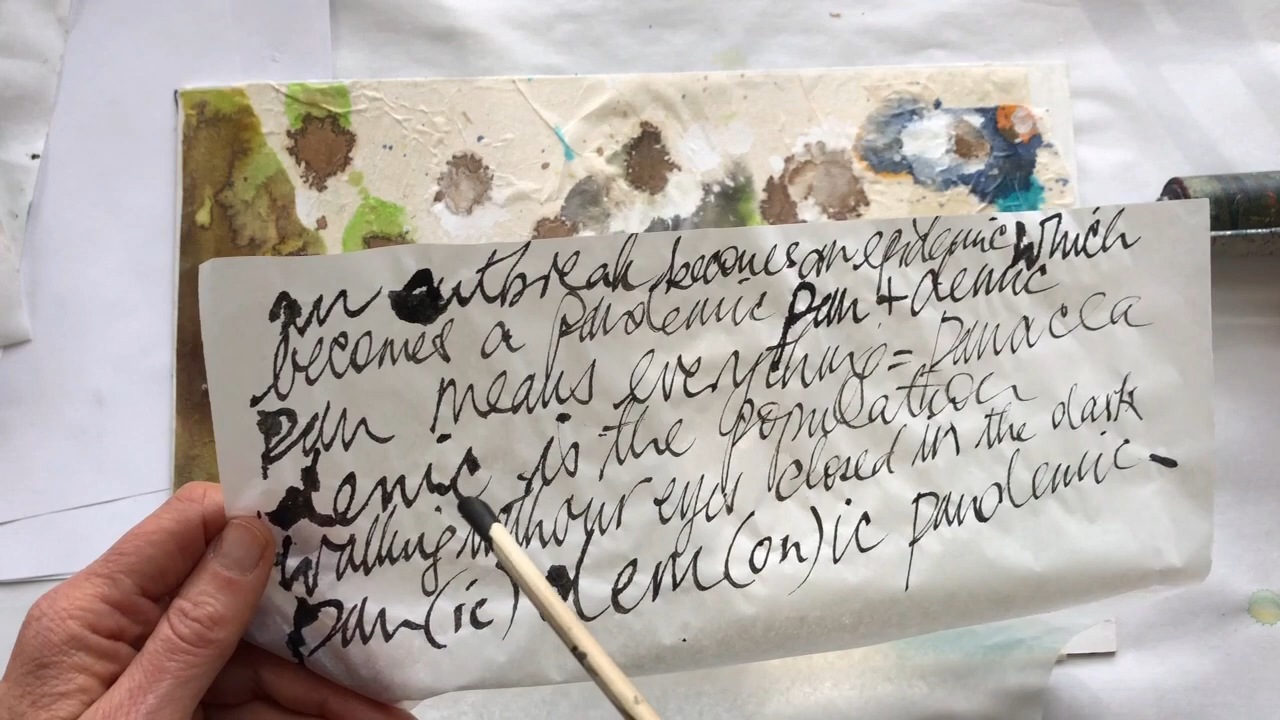 an outbreak becomes an epidemic which
becomes a pandemic pan + demic
pan means everything = panacea
demic is the population
walking with our eyes closed in the dark
pan(ic) dem(on)ic pandemic.